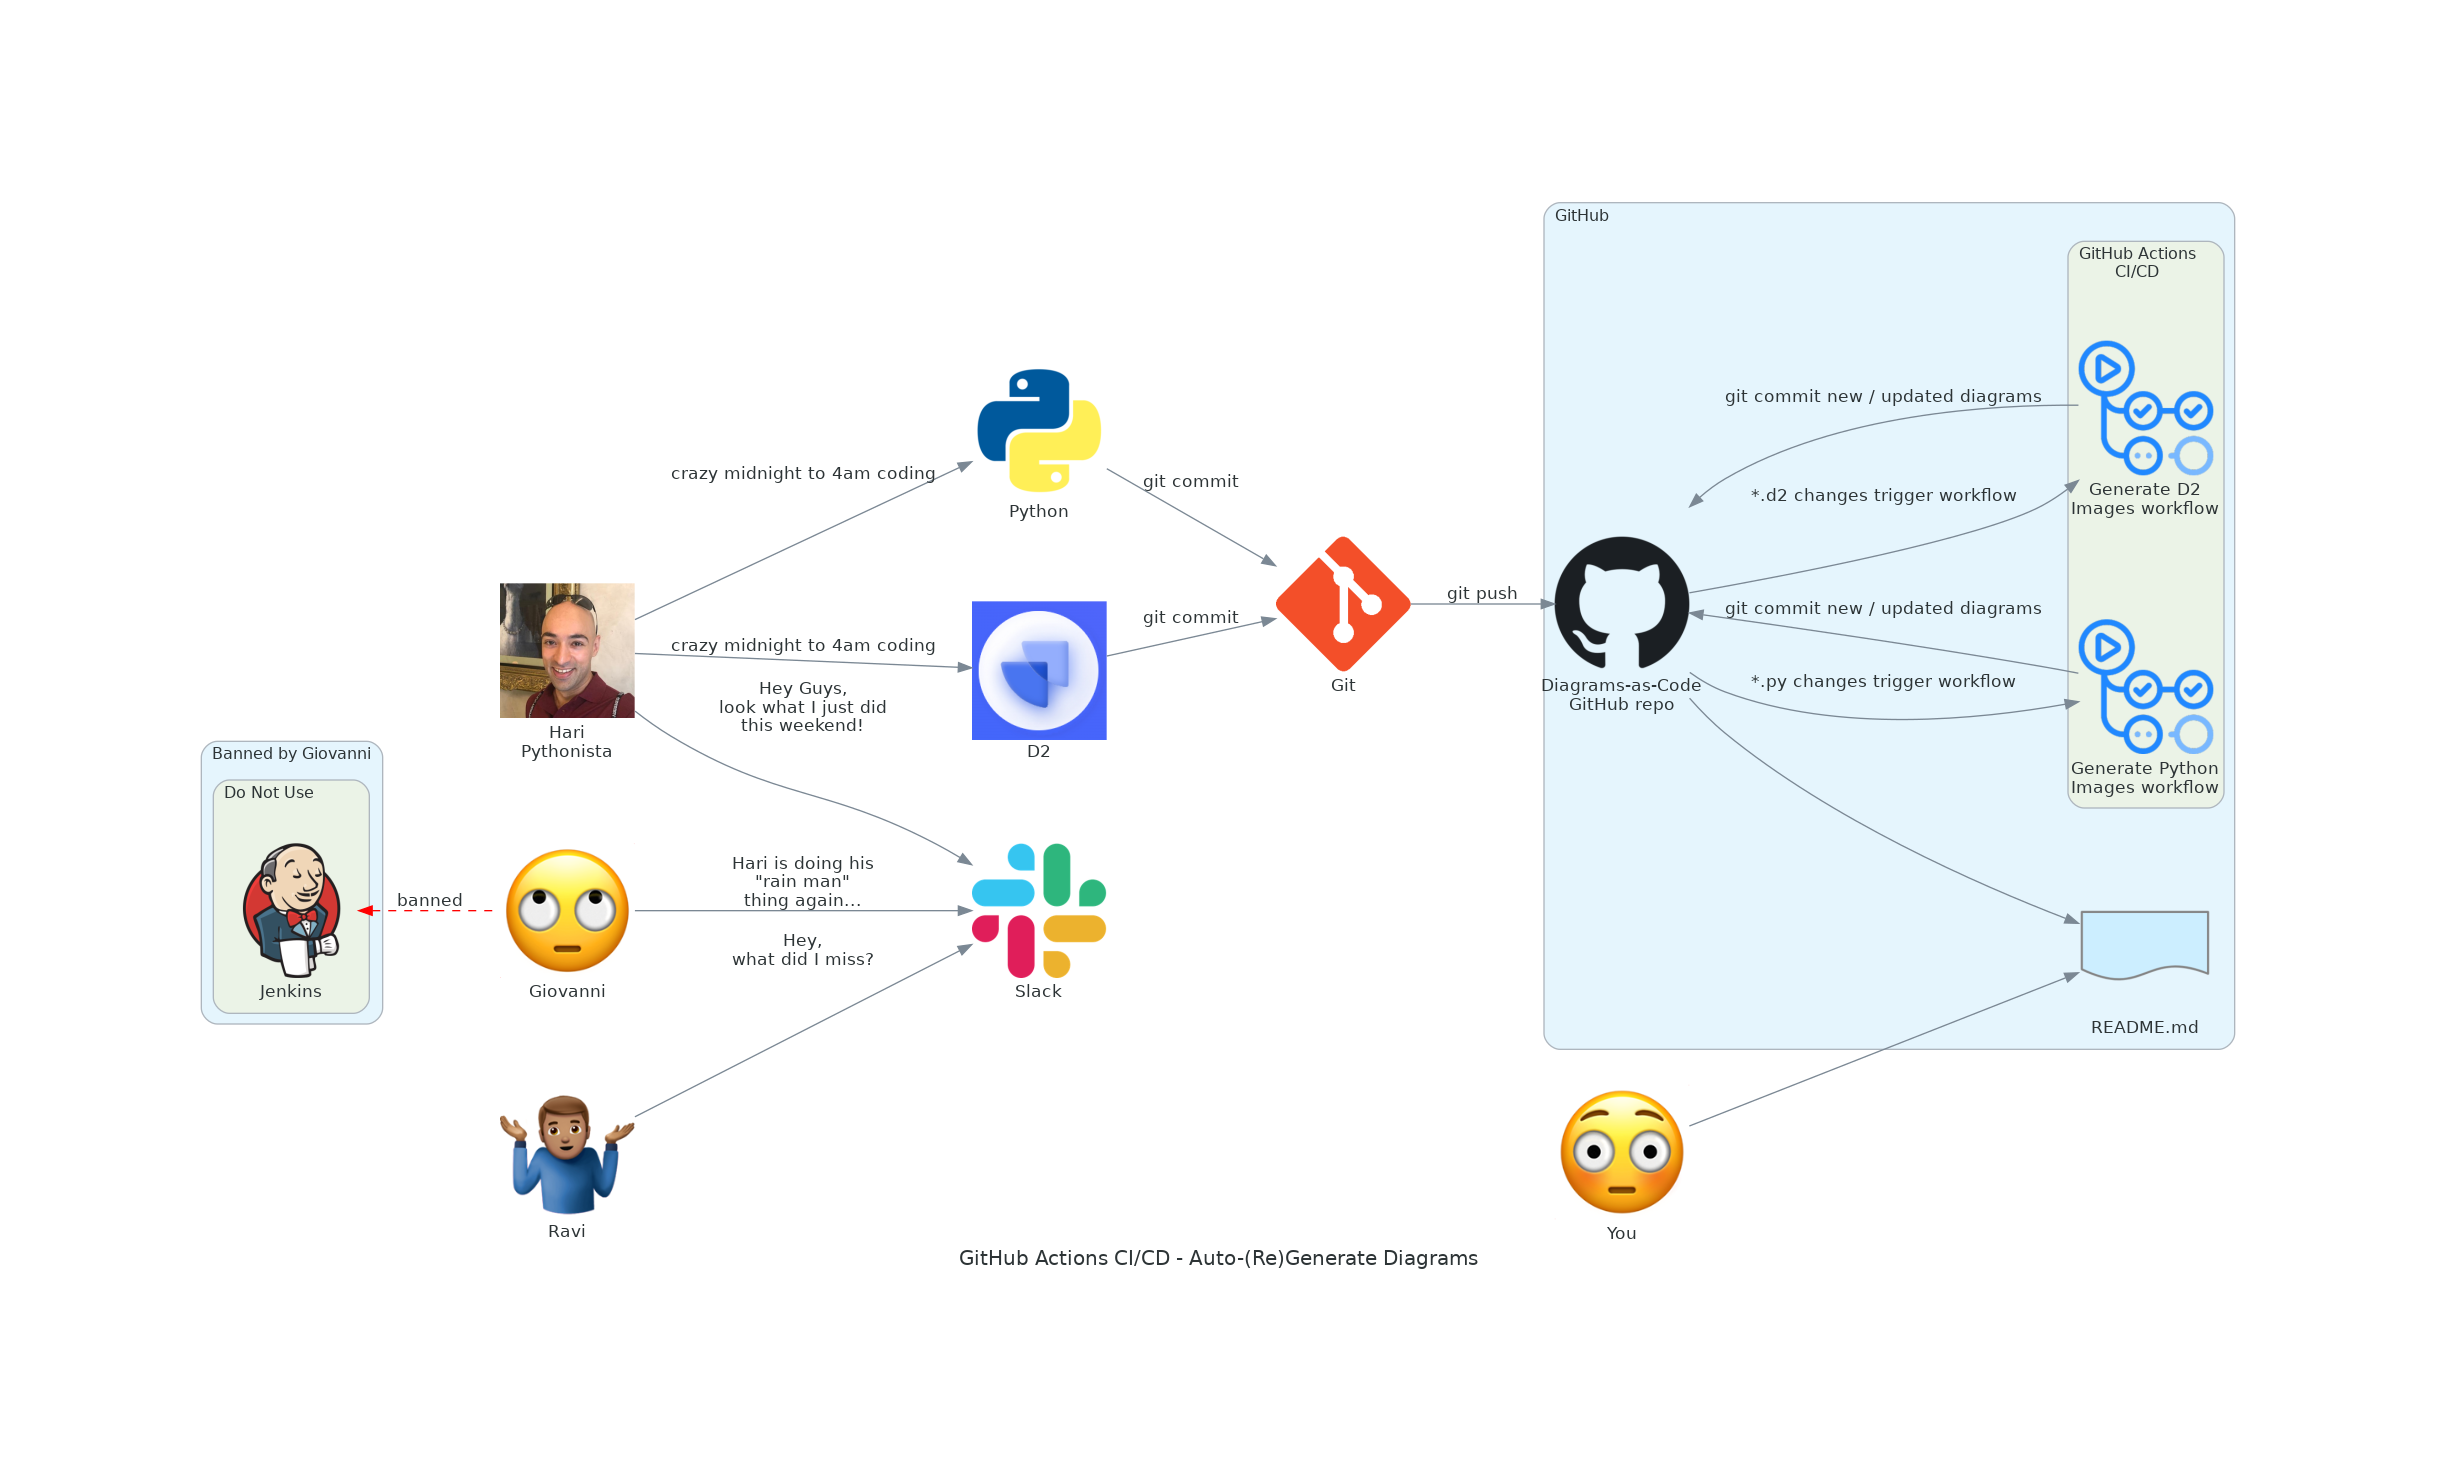 GitHub
GitHub Actions
CI/CD
git commit new / updated diagrams
*.d2 changes trigger workflow
Generate D2
Images workflow
crazy midnight to 4am coding
Python
git commit
git push
git commit new / updated diagrams
crazy midnight to 4am coding
git commit
Git
Diagrams-as-Code
GitHub repo
*.py changes trigger workflow
Generate Python
Images workflow
Hey Guys,
look what I just did
this weekend!
Hari
Pythonista
D2
Banned by Giovanni
Do Not Use
Jenkins
banned
Giovanni
Hari is doing his
"rain man"
thing again...
Hey,
what did I miss?
Slack
README.md
Ravi
You
GitHub Actions CI/CD - Auto-(Re)Generate Diagrams